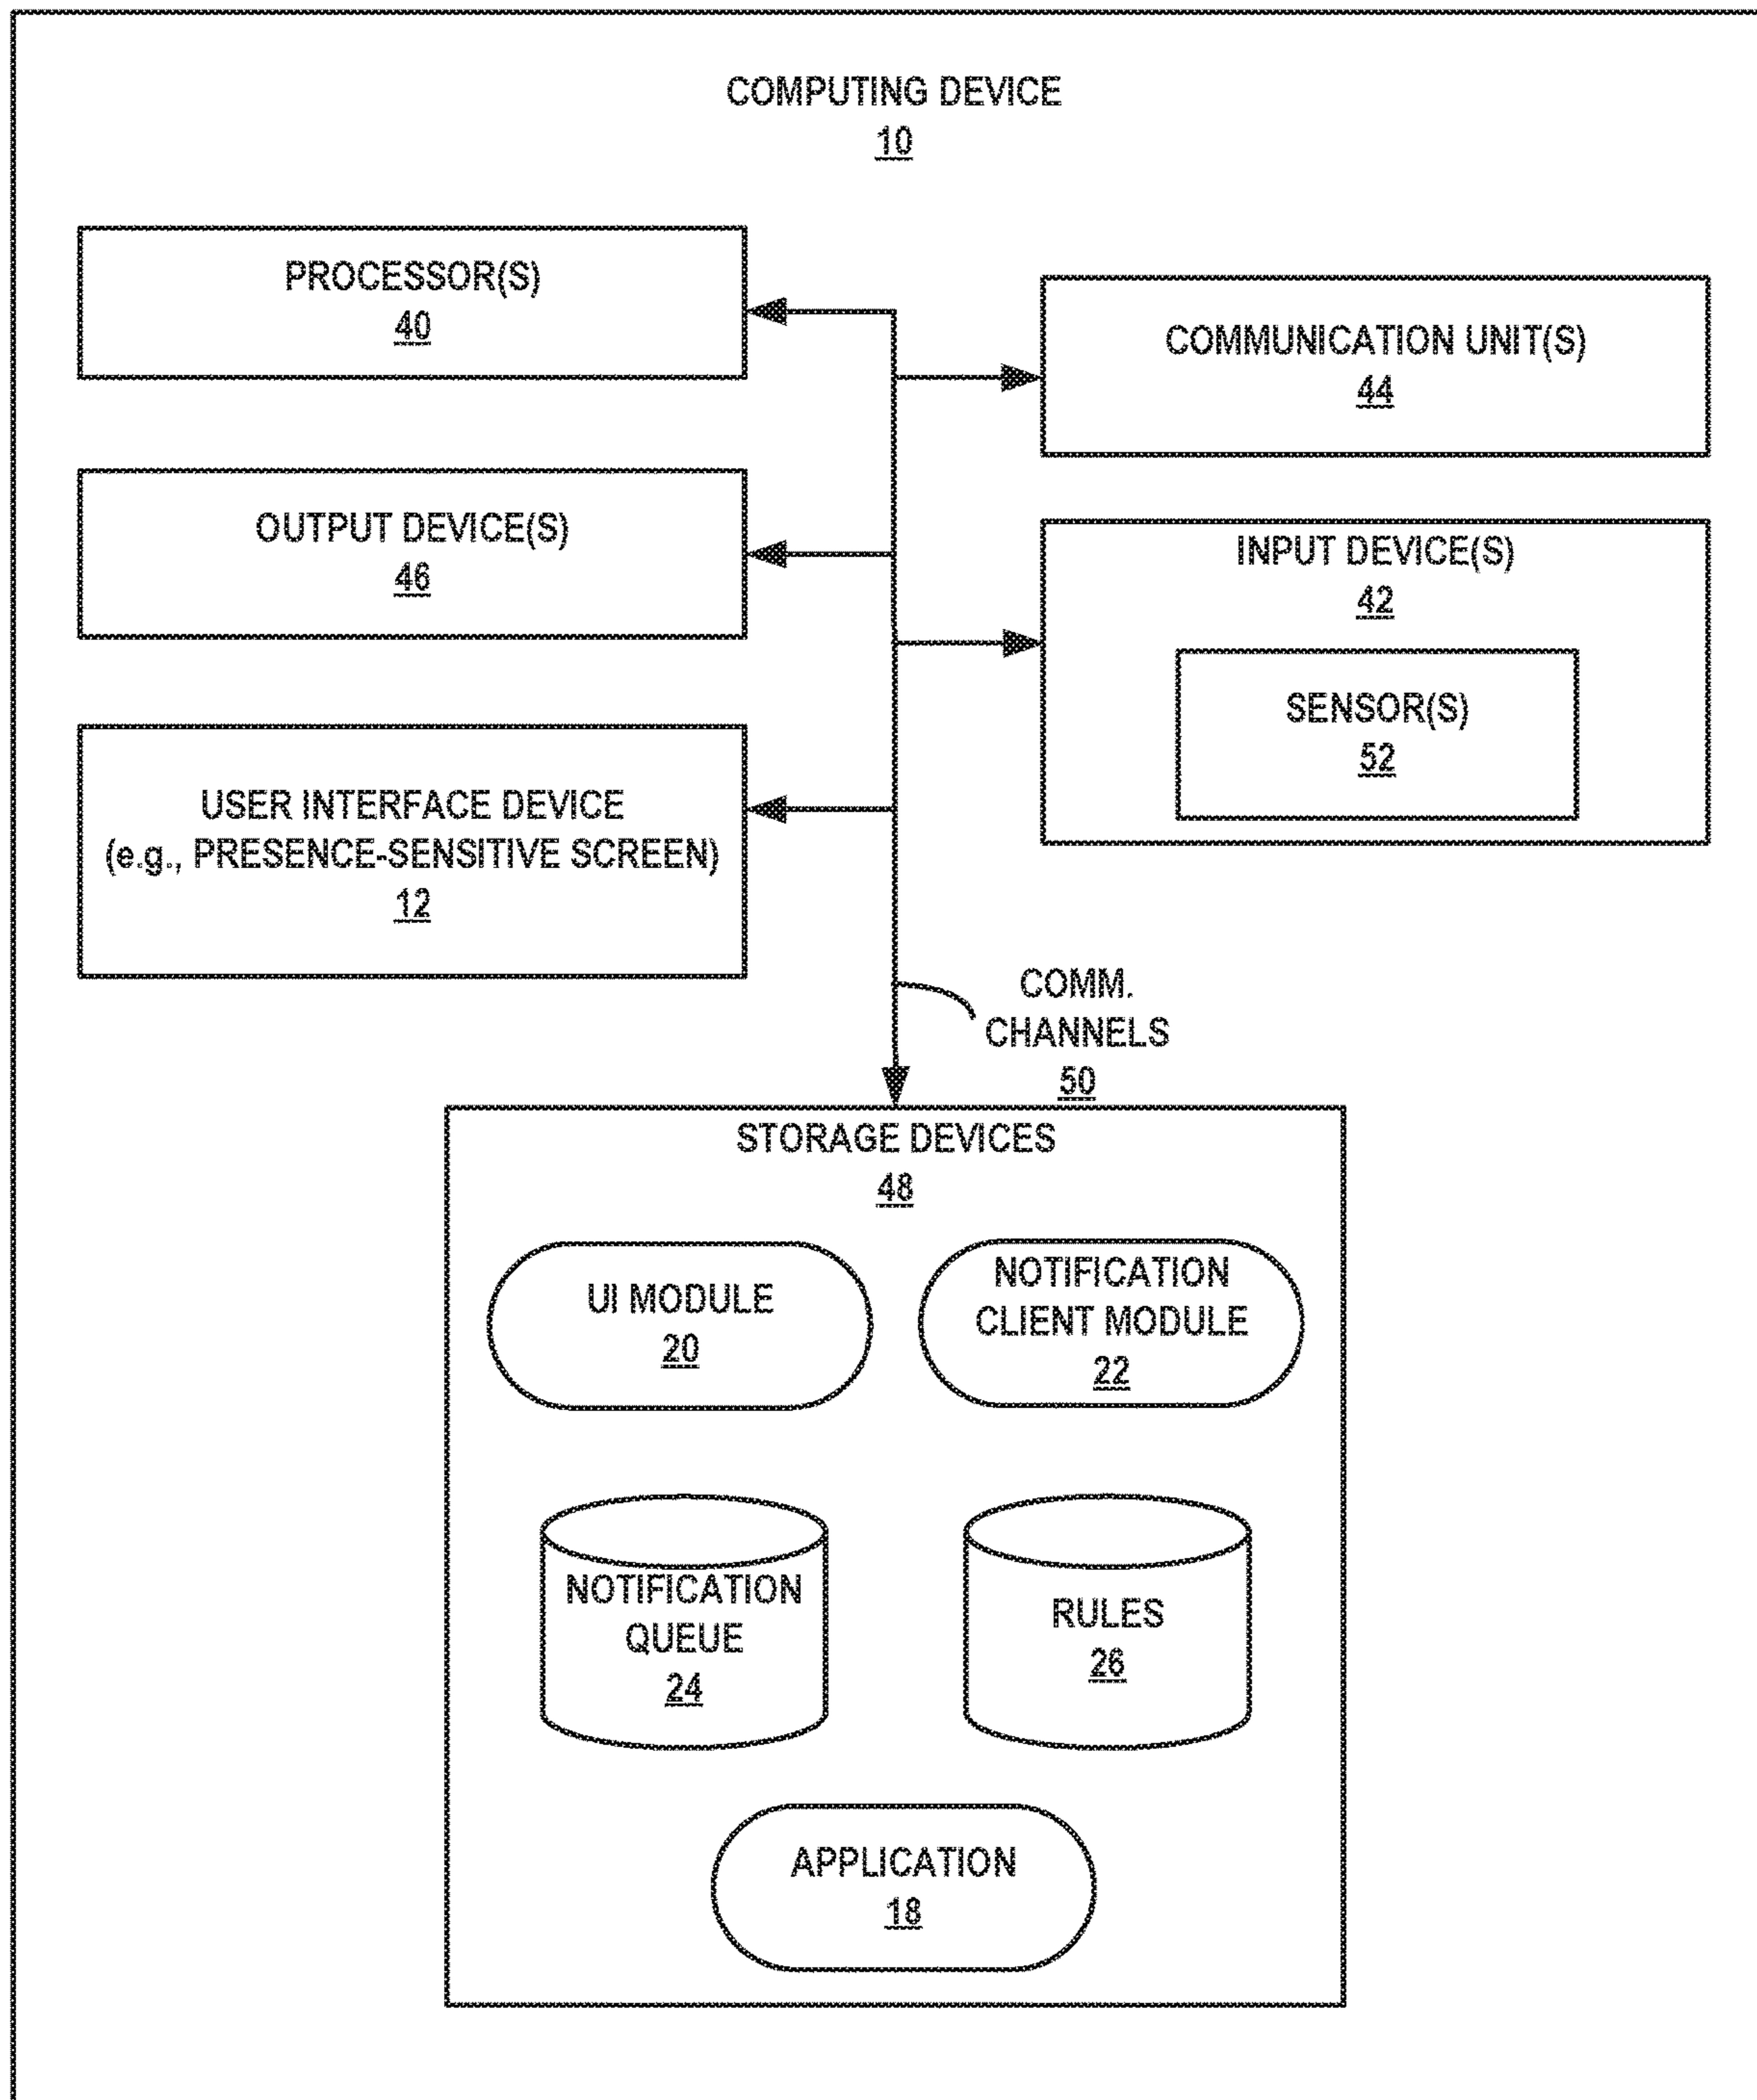 COMPUTING DEVICE
10
PROCESSOR(S)
40
COMMUNICATION UNIT(S)
44
OUTPUT DEVICE(S)
46
INPUT DEVICE(S)
42
SENSOR(S)
52
USER INTERFACE DEVICE
(e.g., PRESENCE-SENSITIVE SCREEN)
12
COMM.
CHANNELS
50
STORAGE DEVICES
48
UI MODULE
20
NOTIFICATION
CLIENT MODULE
22
NOTIFICATION
QUEUE
24
RULES
26
APPLICATION
18